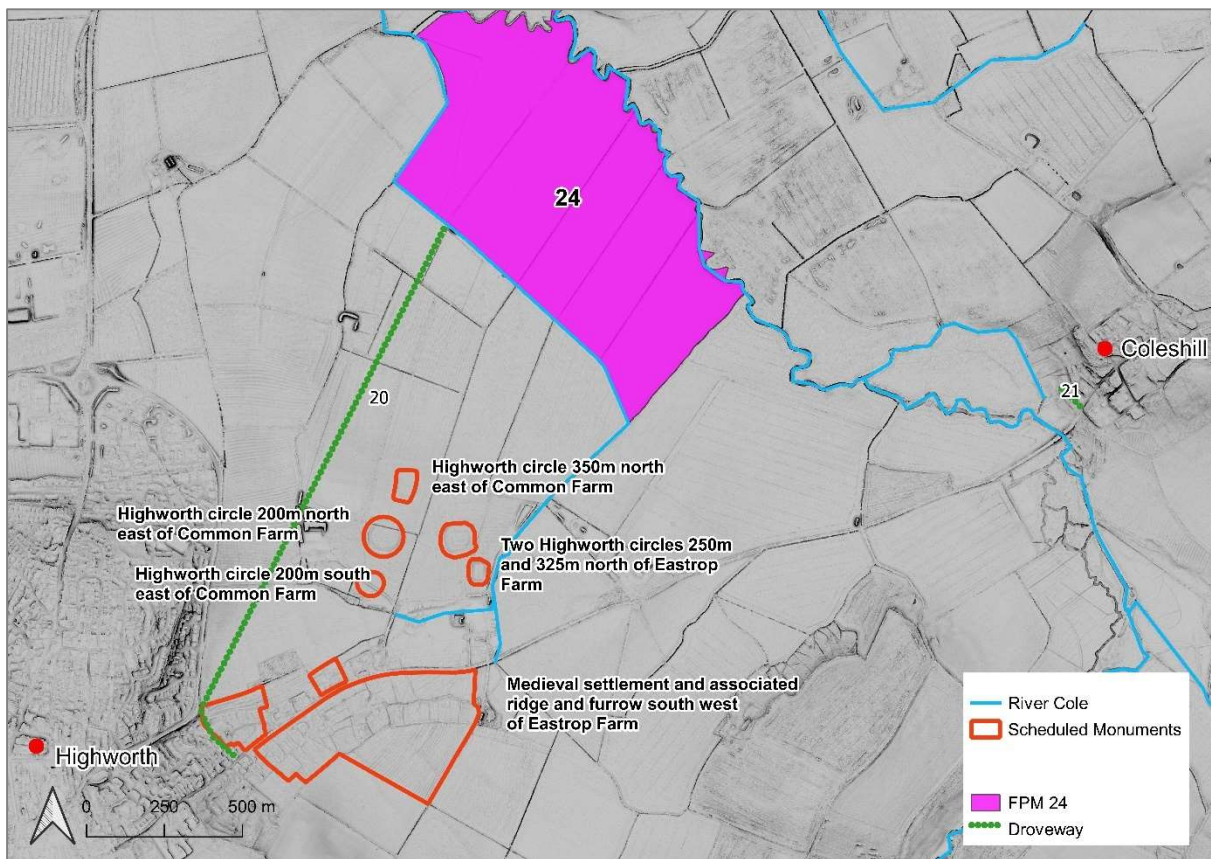 24
Coleshill
21
20
Highworth circle 350m north
east of Common Farm
Highworth circle 200m north
east of Common Farm
Two Highworth circles 250m
and 325m north of Eastrop
Farm
Highworth circle 200m south
east of Common Farm
Medieval settlement and associated
ridge and furrow south west
of Eastrop Farm
Highworth
0 250 500 m
River Cole
Scheduled Monuments
FPM 24
Droveway